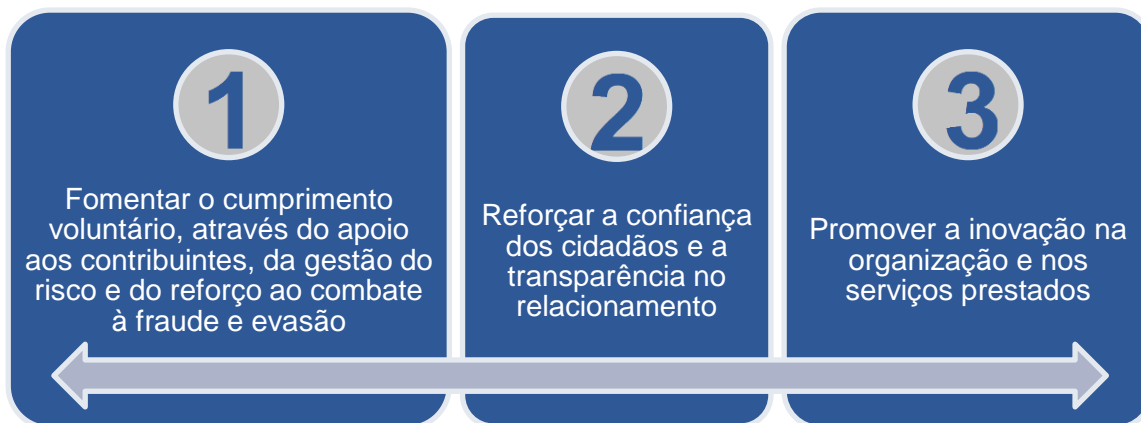 1
Fomentar o cumprimento
voluntário, através do apoio
aos contribuintes, da gestão do
risco e do reforço ao combate
à fraude e evasão
2
Reforçar a confiança
dos cidadãos e a
transparência no
relacionamento
3
Promover a inovação na
organização e nos
serviços prestados